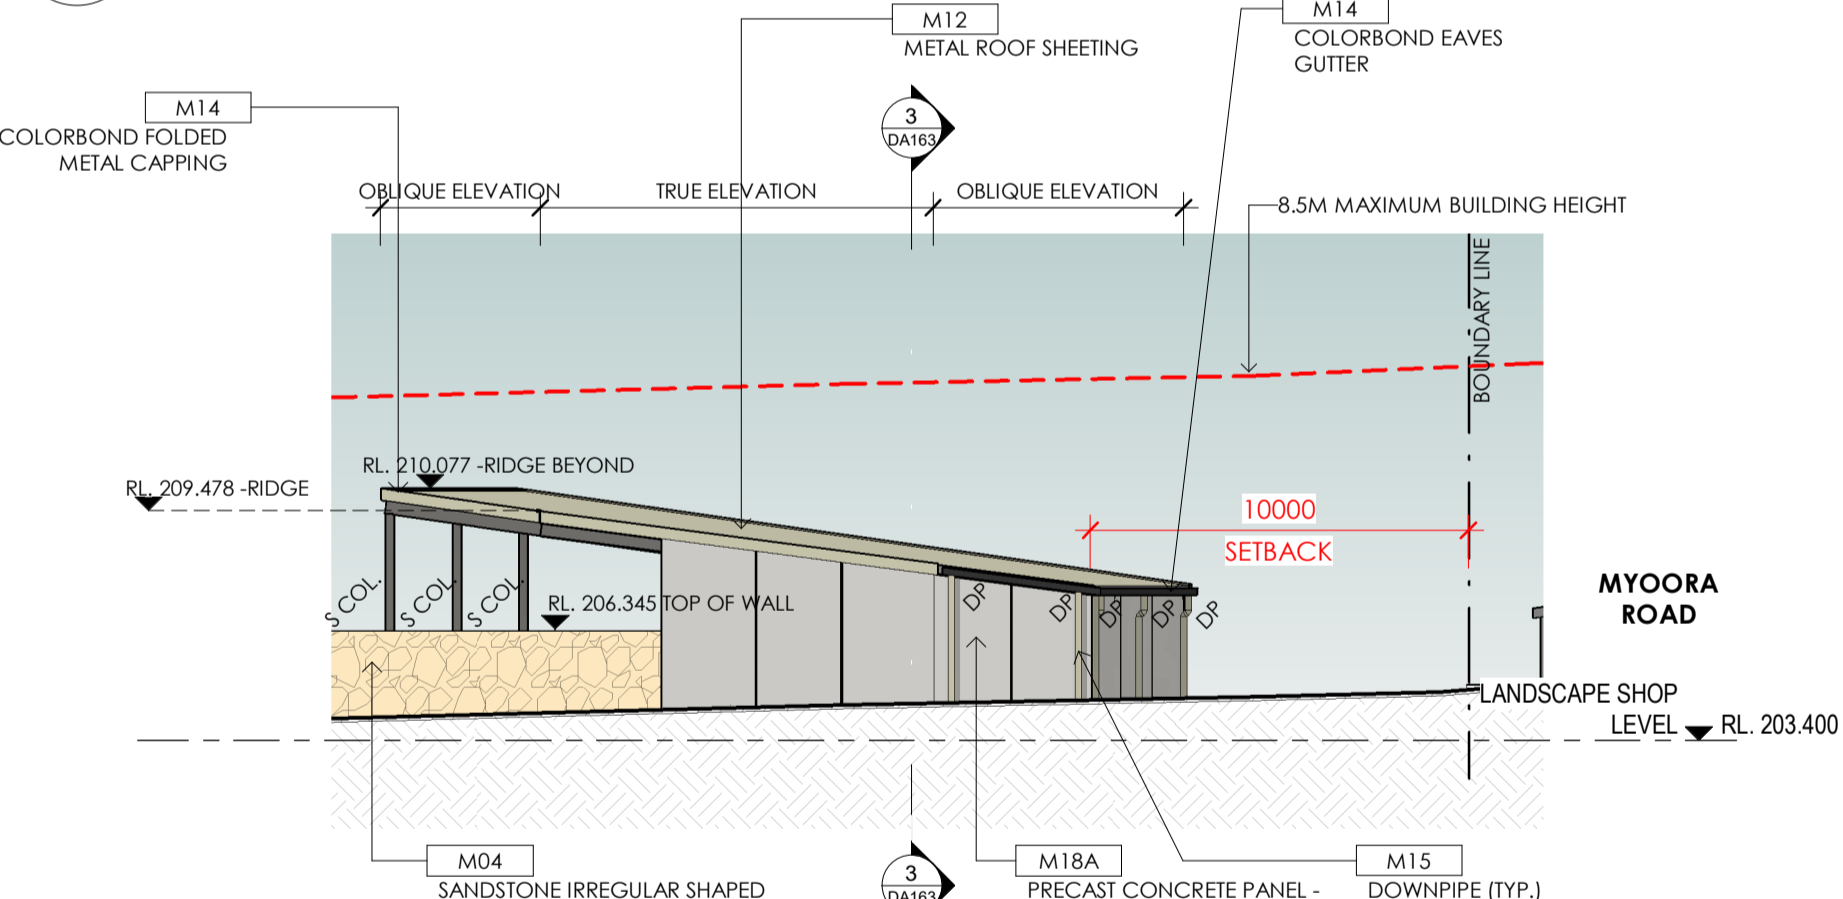 M12
METAL ROOF SHEETING
M14
COLORBOND EAVES
GUTTER
M14
COLORBOND FOLDED
METAL CAPPING
3
DA163
OBLIQUE ELEVATION
TRUE ELEVATION
OBLIQUE ELEVATION
8.5M MAXIMUM BUILDING HEIGHT
BOUNDARY LINE
RL. 210.077 -RIDGE BEYOND
RL. 209.478 -RIDGE
10000
SETBACK
MYOORA
ROAD
S COL.
S COL.
S COL.
RL. 206.345 TOP OF WALL
DP
DP
DP
DP
DP
LANDSCAPE SHOP
LEVEL
RL. 203.400
M04
SANDSTONE IRREGULAR SHAPED
3
DA163
M18A
PRECAST CONCRETE PANEL -
M15
DOWNPIPE (TYP.)